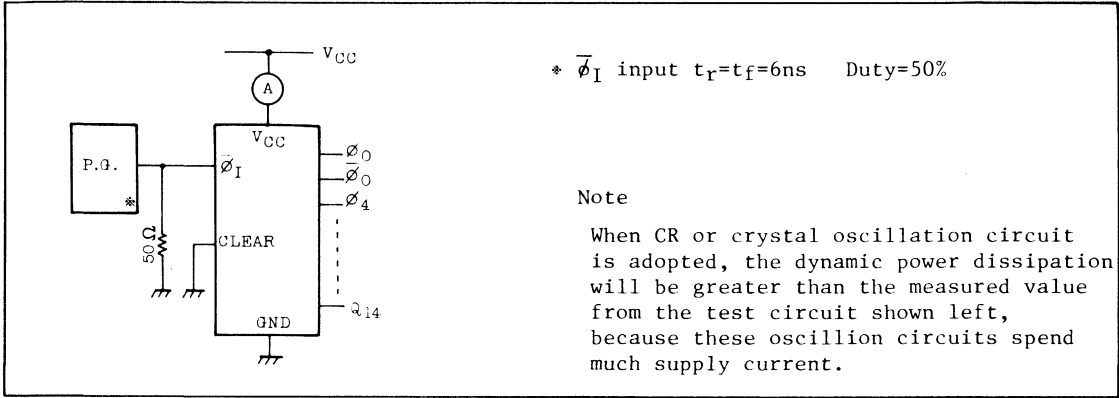 V_CC
A
V_CC
P.G.
*
φ̄_I
φ_O
φ̄_O
φ_4
50Ω
CLEAR
Q_14
GND
* φ̄_I input t_r=t_f=6ns Duty=50%
Note
When CR or crystal oscillation circuit
is adopted, the dynamic power dissipation
will be greater than the measured value
from the test circuit shown left,
because these oscillion circuits spend
much supply current.